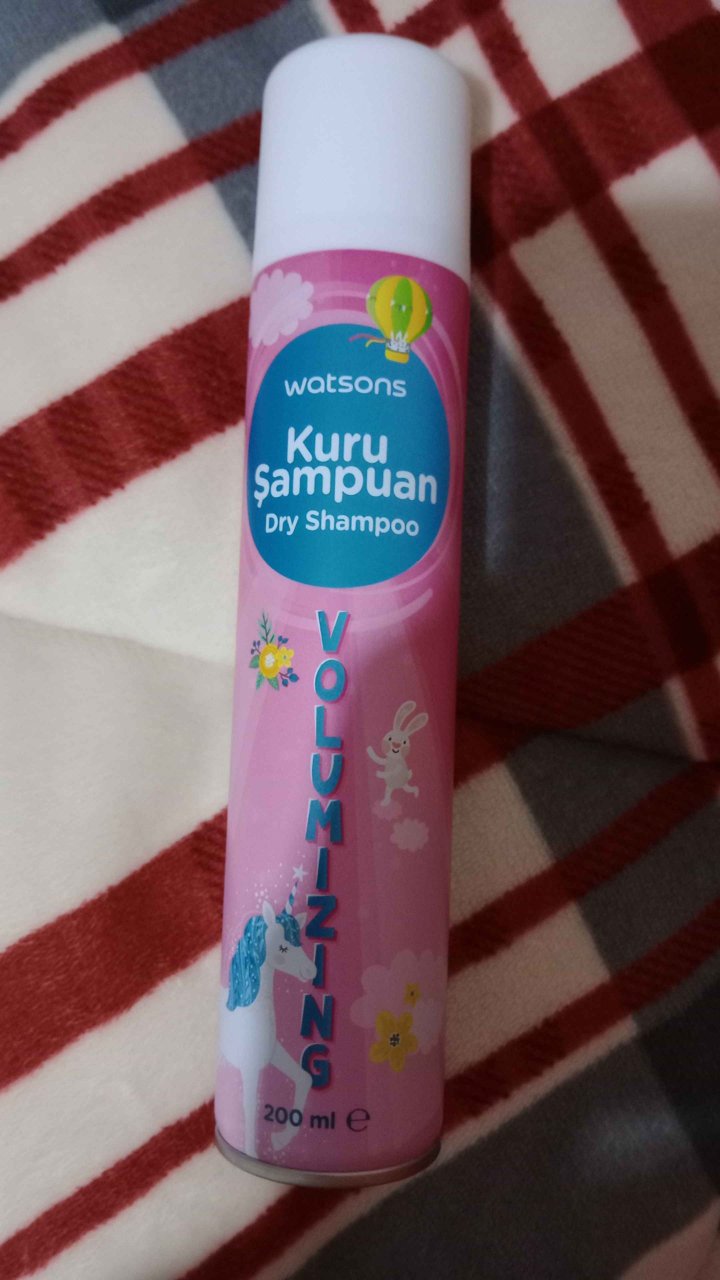 watsons
Kuru
Şampuan
Dry Shampoo
VOLUMIZING
200 ml ℮